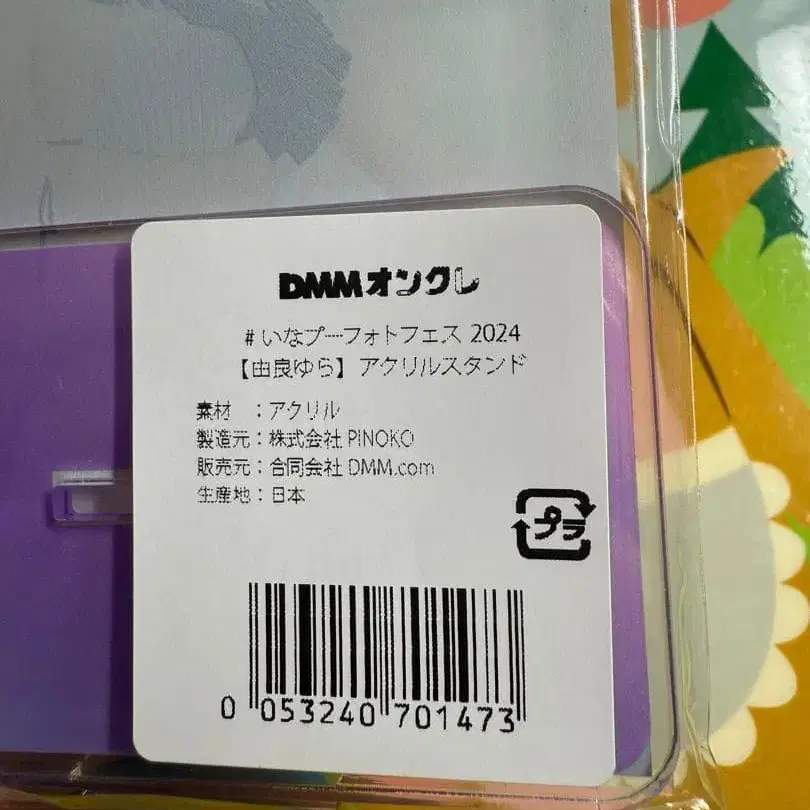 DMMオンクレ
#いなプーフォトフェス 2024
【由良ゆら】アクリルスタンド
素材　：アクリル
製造元：株式会社 PINOKO
販売元：合同会社 DMM.com
生産地：日本
プラ
0 053240 701473